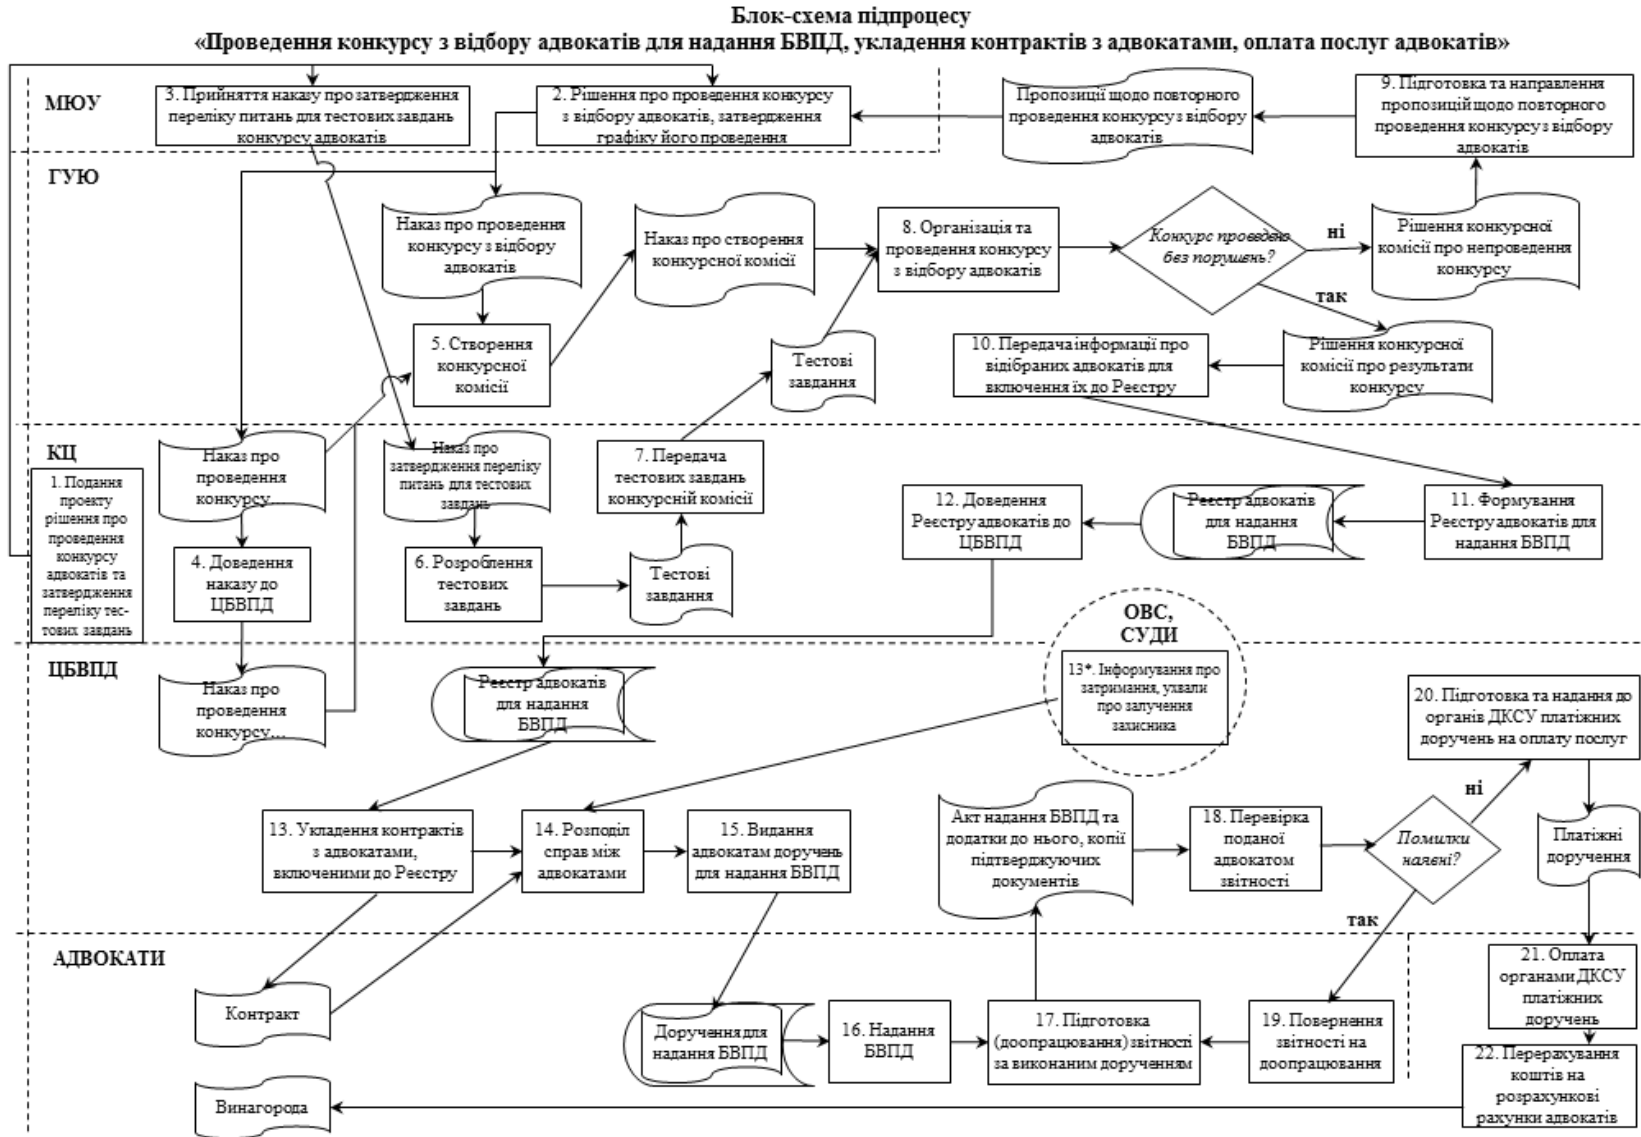 Блок-схема підпроцесу
«Проведення конкурсу з відбору адвокатів для надання БВПД, укладення контрактів з адвокатами, оплата послуг адвокатів»
МЮУ
3. Прийняття наказу про затвердження
переліку питань для тестових завдань
конкурсу адвокатів
2. Рішення про проведення конкурсу
з відбору адвокатів, затвердження
графіку його проведення
Пропозиції щодо повторного
проведення конкурсу з відбору
адвокатів
9. Підготовка та направлення
пропозицій щодо повторного
проведення конкурсу з відбору
адвокатів
ГУЮ
Наказ про проведення
конкурсу з відбору
адвокатів
Наказ про створення
конкурсної комісії
8. Організація та
проведення конкурсу
з відбору адвокатів
Конкурс проведено
без порушень?
ні
Рішення конкурсної
комісії про непроведення
конкурсу
так
5. Створення
конкурсної
комісії
Тестові
завдання
10. Передача інформації про
відібраних адвокатів для
включення їх до Реєстру
Рішення конкурсної
комісії про результати
конкурсу
КЦ
1. Подання
проекту
рішення про
проведення
конкурсу
адвокатів та
затвердження
переліку тес-
тових завдань
Наказ про
проведення
конкурсу...
Наказ про
затвердження переліку
питань для тестових
завдань
7. Передача
тестових завдань
конкурсній комісії
12. Доведення
Реєстру адвокатів до
ЦБВПД
Реєстр адвокатів
для надання
БВПД
11. Формування
Реєстру адвокатів для
надання БВПД
4. Доведення
наказу до
ЦБВПД
6. Розроблення
тестових
завдань
Тестові
завдання
ОВС,
СУДИ
13*. Інформування про
затримання, ухвали
про залучення
захисника
ЦБВПД
Наказ про
проведення
конкурсу...
Реєстр адвокатів
для надання
БВПД
20. Підготовка та надання до
органів ДКСУ платіжних
доручень на оплату послуг
ні
13. Укладення контрактів
з адвокатами,
включеними до Реєстру
14. Розподіл
справ між
адвокатами
15. Видання
адвокатам доручень
для надання БВПД
Акт надання БВПД та
додатки до нього, копії
підтверджуючих
документів
18. Перевірка
поданої
адвокатом
звітності
Помилки
наявні?
Платіжні
доручення
так
АДВОКАТИ
Контракт
Доручення для
надання БВПД
16. Надання
БВПД
17. Підготовка
(доопрацювання) звітності
за виконаним дорученням
19. Повернення
звітності на
доопрацювання
21. Оплата
органами ДКСУ
платіжних
доручень
22. Перерахування
коштів на
розрахункові
рахунки адвокатів
Винагорода